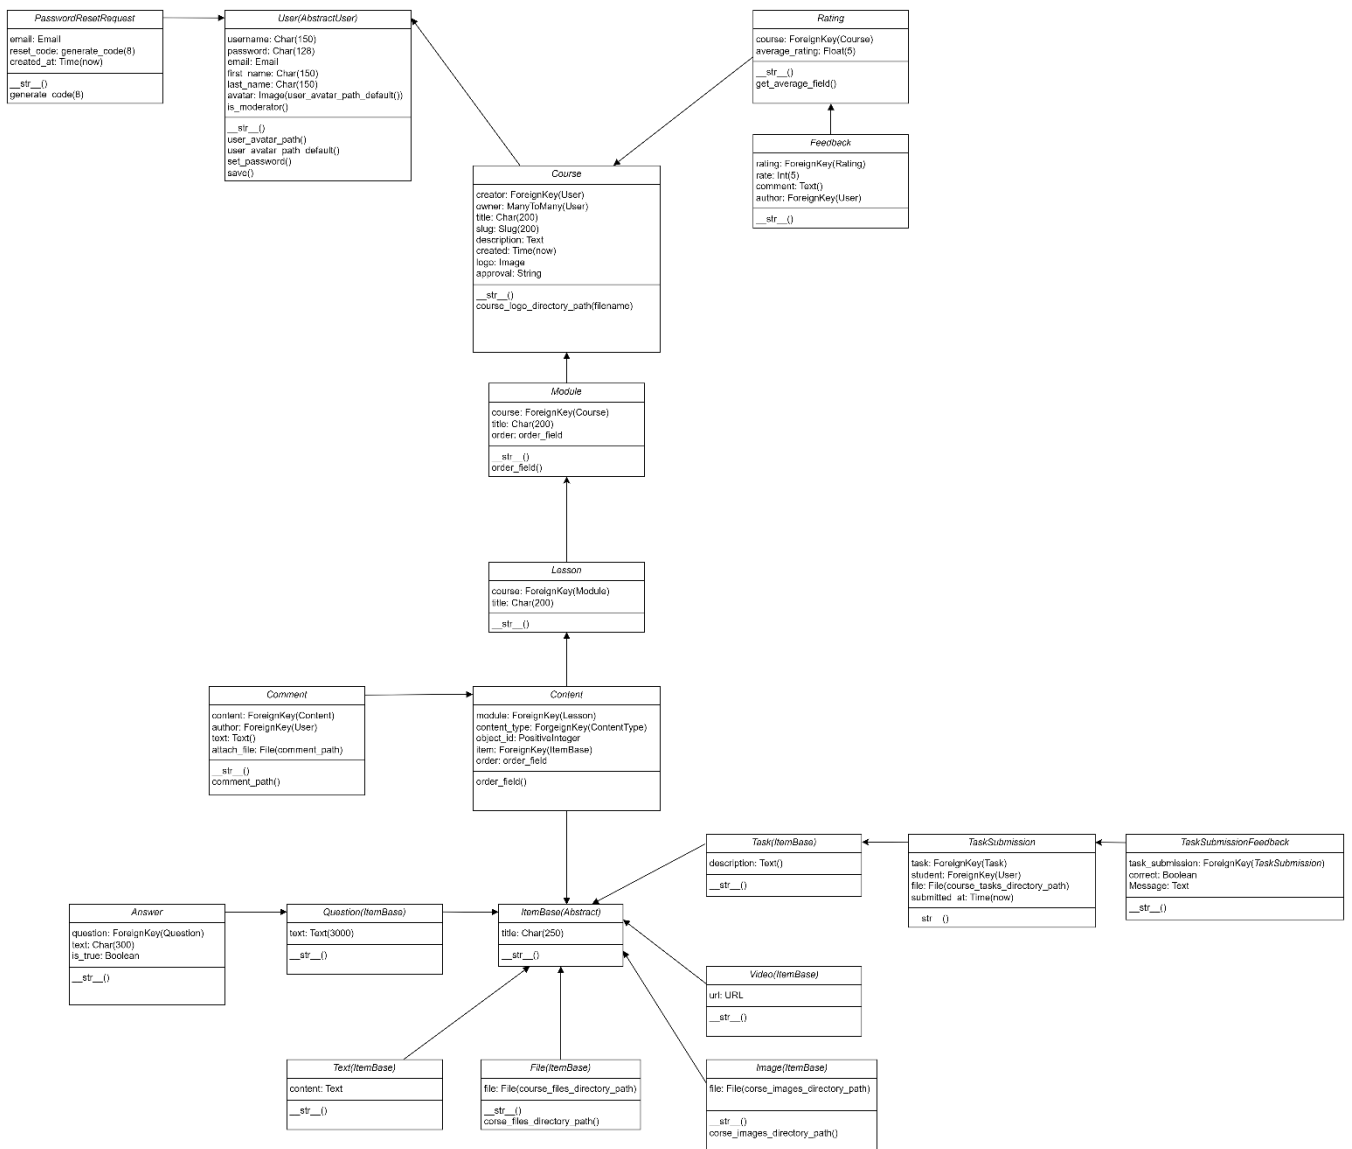 PasswordResetRequest
email: Email
reset_code: generate_code(8)
created_at: Time(now)
__str__()
generate_code(8)
User(AbstractUser)
username: Char(150)
password: Char(128)
email: Email
first_name: Char(150)
last_name: Char(150)
avatar: Image(user_avatar_path_default())
is_moderator()
__str__()
user_avatar_path()
user_avatar_path_default()
set_password()
save()
Rating
course: ForeignKey(Course)
average_rating: Float(5)
__str__()
get_average_field()
Feedback
rating: ForeignKey(Rating)
rate: Int(5)
comment: Text()
author: ForeignKey(User)
__str__()
Course
creator: ForeignKey(User)
owner: ManyToMany(User)
title: Char(200)
slug: Slug(200)
description: Text
created: Time(now)
logo: Image
approval: String
__str__()
course_logo_directory_path(filename)
Module
course: ForeignKey(Course)
title: Char(200)
order: order_field
__str__()
order_field()
Lesson
course: ForeignKey(Module)
title: Char(200)
__str__()
Comment
content: ForeignKey(Content)
author: ForeignKey(User)
text: Text()
attach_file: File(comment_path)
__str__()
comment_path()
Content
module: ForeignKey(Lesson)
content_type: ForgeignKey(ContentType)
object_id: PositiveInteger
item: ForeignKey(ItemBase)
order: order_field
order_field()
Task(ItemBase)
description: Text()
__str__()
TaskSubmission
task: ForeignKey(Task)
student: ForeignKey(User)
file: File(course_tasks_directory_path)
submitted_at: Time(now)
__str__()
TaskSubmissionFeedback
task_submission: ForeignKey(TaskSubmission)
correct: Boolean
Message: Text
__str__()
Answer
question: ForeignKey(Question)
text: Char(300)
is_true: Boolean
__str__()
Question(ItemBase)
text: Text(3000)
__str__()
ItemBase(Abstract)
title: Char(250)
__str__()
Video(ItemBase)
url: URL
__str__()
Text(ItemBase)
content: Text
__str__()
File(ItemBase)
file: File(course_files_directory_path)
__str__()
corse_files_directory_path()
Image(ItemBase)
file: File(corse_images_directory_path)
__str__()
corse_images_directory_path()